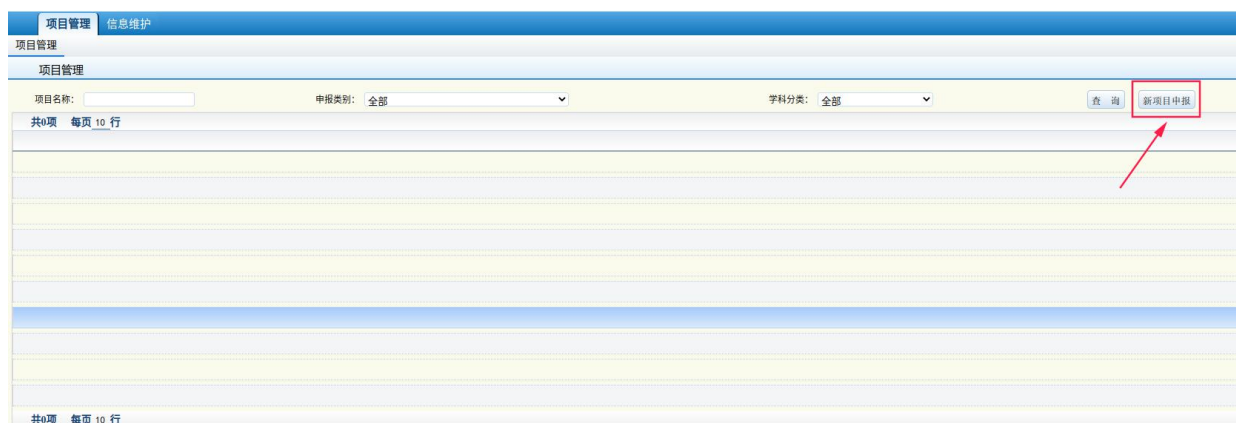 项目管理 信息维护
项目管理
项目管理
项目名称: 申报类别: 全部 学科分类: 全部 查 询 新项目申报
共0项 每页 10 行
共0项 每页 10 行